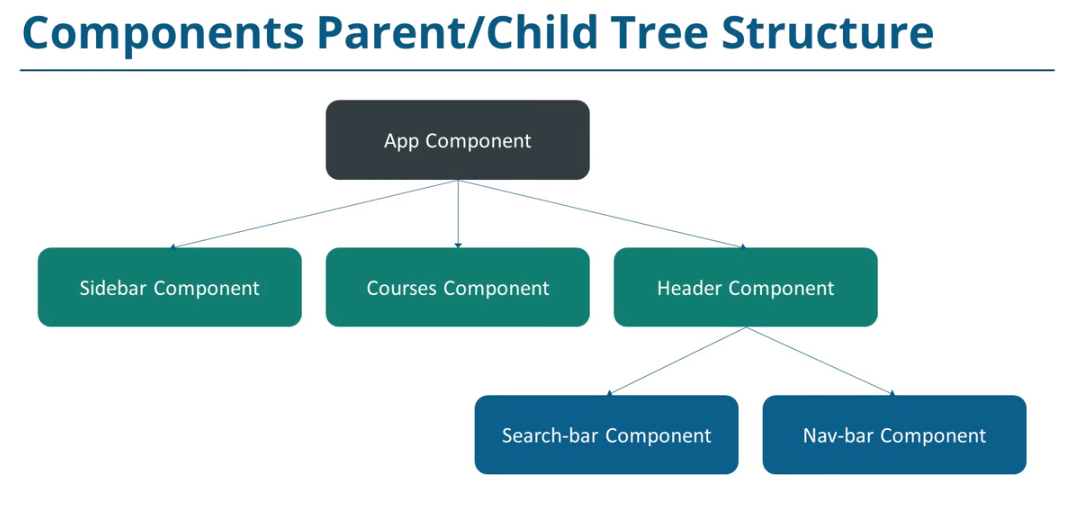 Components Parent/Child Tree Structure
App Component
Sidebar Component
Courses Component
Header Component
Search-bar Component
Nav-bar Component